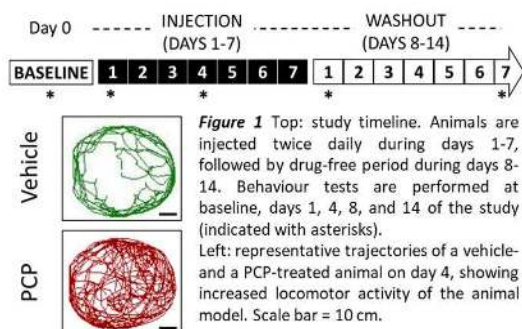 Day 0 ------ INJECTION ------ WASHOUT ------
(DAYS 1-7) (DAYS 8-14)
BASELINE 1 2 3 4 5 6 7 1 2 3 4 5 6 7
* * * * *
Vehicle
PCP
Figure 1 Top: study timeline. Animals are
injected twice daily during days 1-7,
followed by drug-free period during days 8-
14. Behaviour tests are performed at
baseline, days 1, 4, 8, and 14 of the study
(indicated with asterisks).
Left: representative trajectories of a vehicle-
and a PCP-treated animal on day 4, showing
increased locomotor activity of the animal
model. Scale bar = 10 cm.